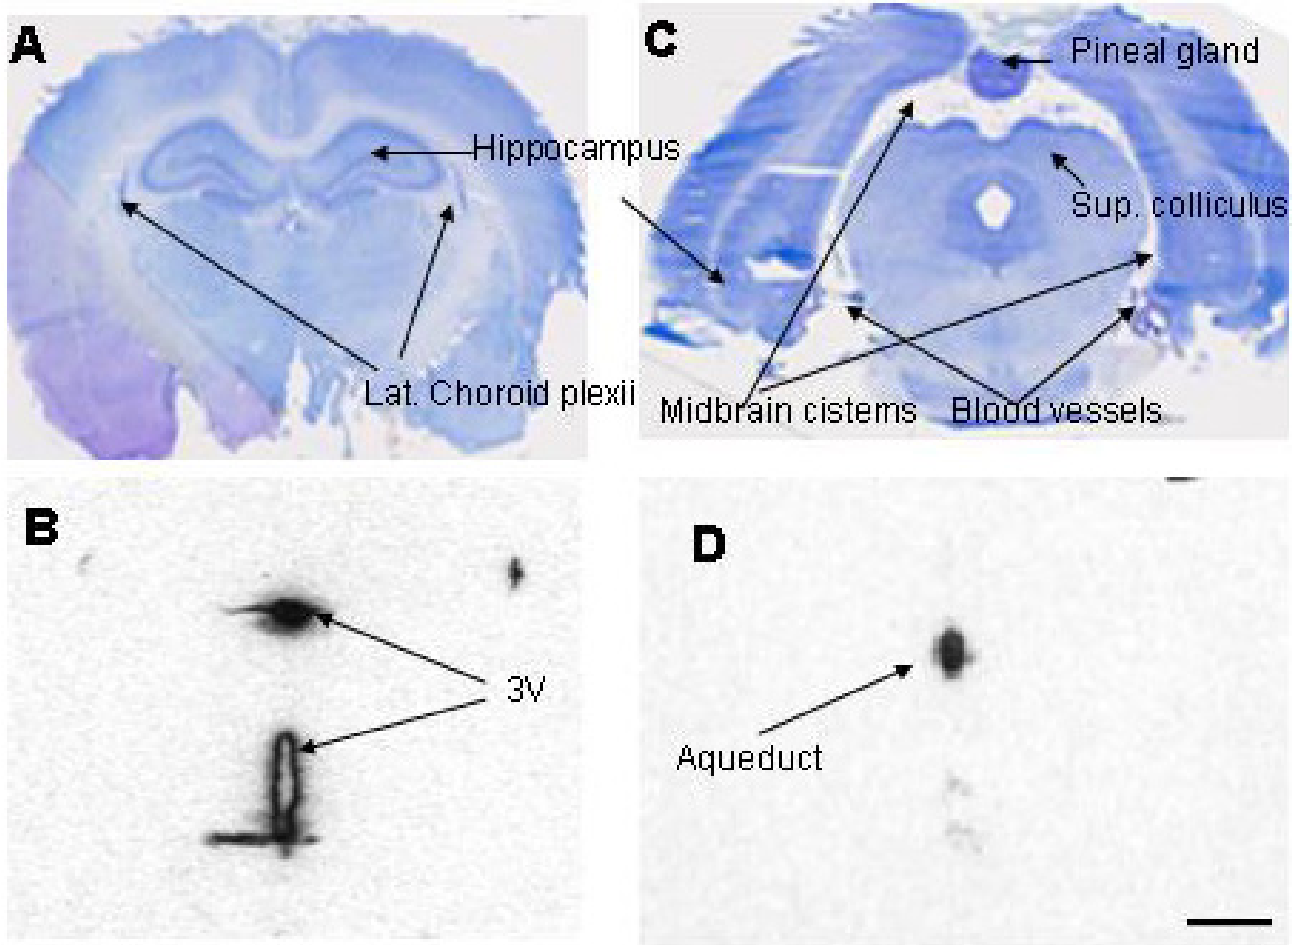 A
C
Pineal gland
Hippocampus
Sup. colliculus
Lat. Choroid plexii
Midbrain cistems
Blood vessels
B
D
3V
Aqueduct